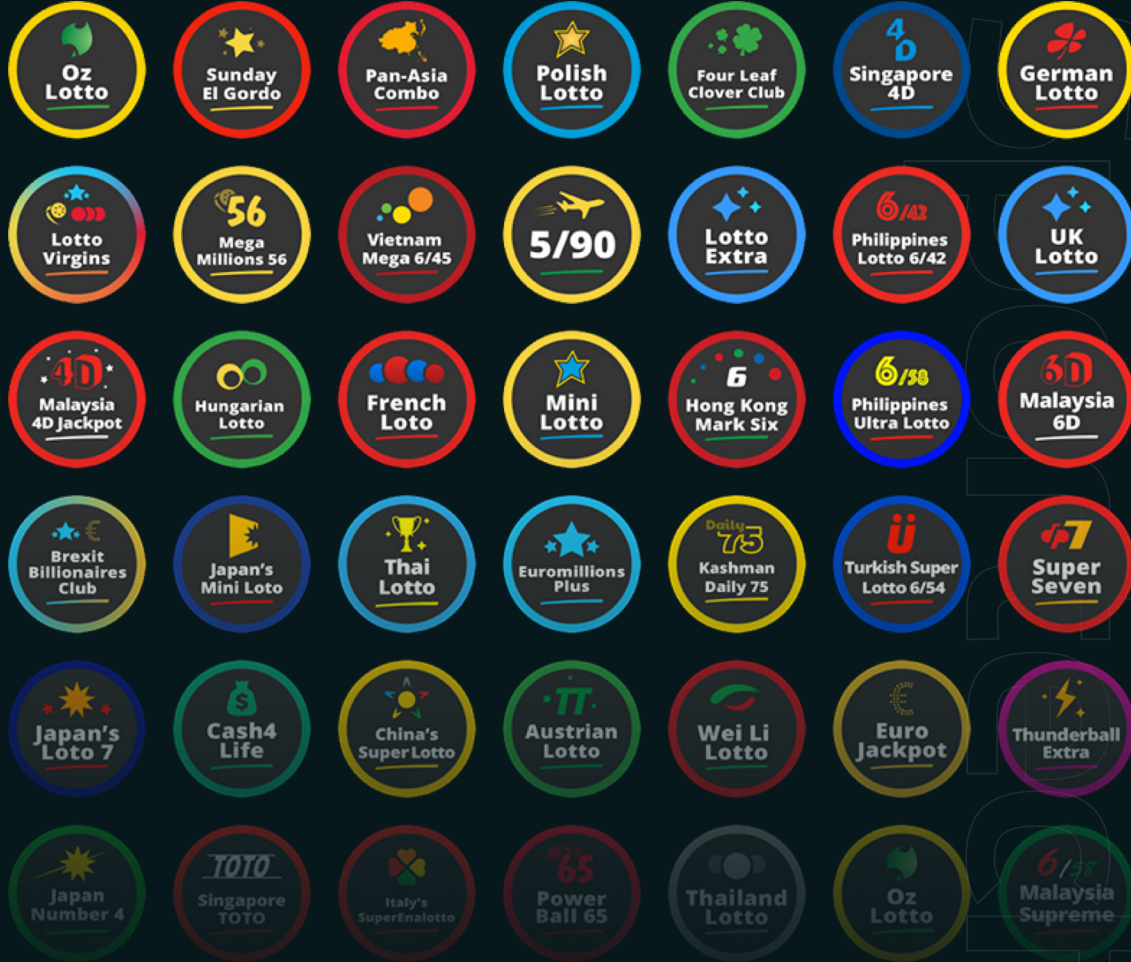 Oz
Lotto
Sunday
El Gordo
Pan-Asia
Combo
Polish
Lotto
Four Leaf
Clover Club
4
D
Singapore
4D
German
Lotto
Lotto
Virgins
56
Mega
Millions 56
Vietnam
Mega 6/45
5/90
Lotto
Extra
6/42
Philippines
Lotto 6/42
UK
Lotto
4D
Malaysia
4D Jackpot
Hungarian
Lotto
French
Loto
Mini
Lotto
6
Hong Kong
Mark Six
6/58
Philippines
Ultra Lotto
6D
Malaysia
6D
€
Brexit
Billionaires
Club
Japan's
Mini Loto
Thai
Lotto
Euromillions
Plus
Daily
75
Kashman
Daily 75
Ü
Turkish Super
Lotto 6/54
7
Super
Seven
Japan's
Loto 7
$
Cash4
Life
China's
SuperLotto
Austrian
Lotto
Wei Li
Lotto
€
Euro
Jackpot
Thunderball
Extra
Japan
Number 4
TOTO
Singapore
TOTO
Italy's
SuperEnalotto
65
Power
Ball 65
Thailand
Lotto
Oz
Lotto
6/58
Malaysia
Supreme